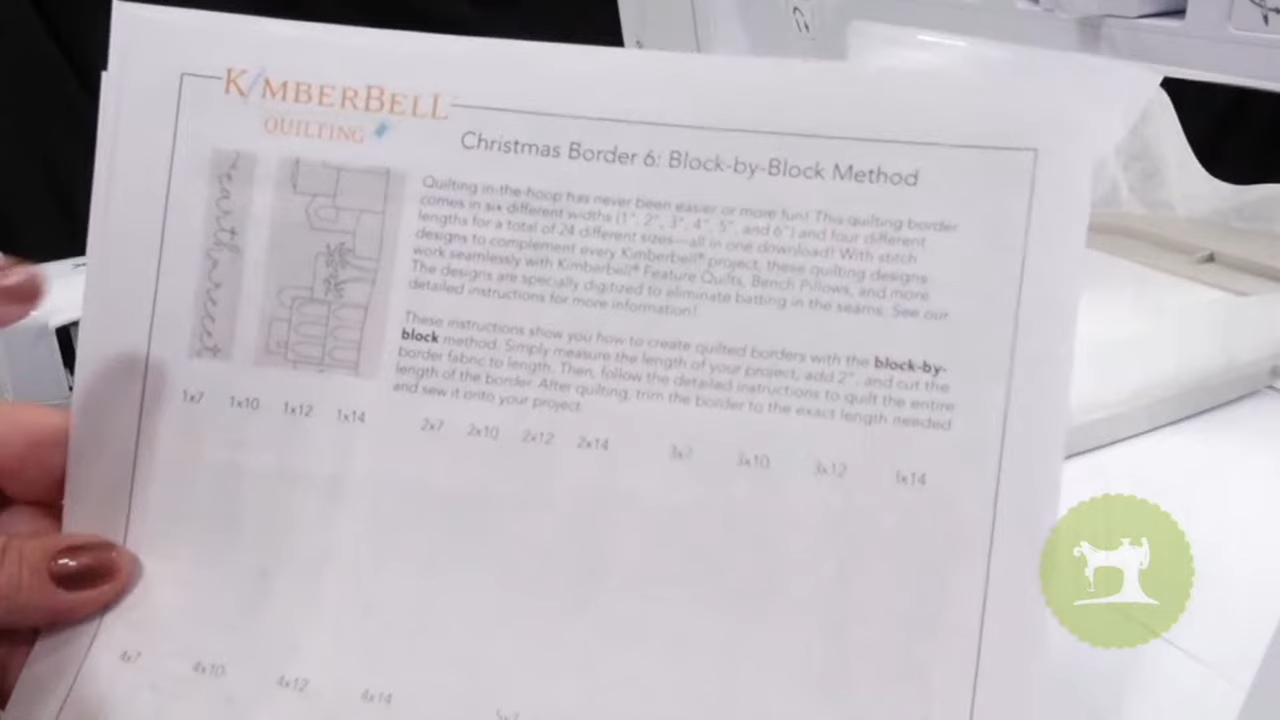 KIMBERBELL
QUILTING
Christmas Border 6: Block-by-Block Method
Quilting in-the-hoop has never been easier or more fun! This quilting border
comes in six different widths (1", 2", 3", 4", 5", and 6") and four different
lengths for a total of 24 different sizes—all in one download! With stitch
designs to complement every Kimberbell® project, these quilting designs
work seamlessly with Kimberbell® Feature Quilts, Bench Pillows, and more.
The designs are specially digitized to eliminate batting in the seams. See our
detailed instructions for more information!
These instructions show you how to create quilted borders with the block-by-
block method. Simply measure the length of your project, add 2", and cut the
border fabric to length. Then, follow the detailed instructions to quilt the entire
length of the border. After quilting, trim the border to the exact length needed
and sew it onto your project.
1x7 1x10 1x12 1x14 2x7 2x10 2x12 2x14 3x7 3x10 3x12 3x14
4x7 4x10 4x12 4x14 5x7